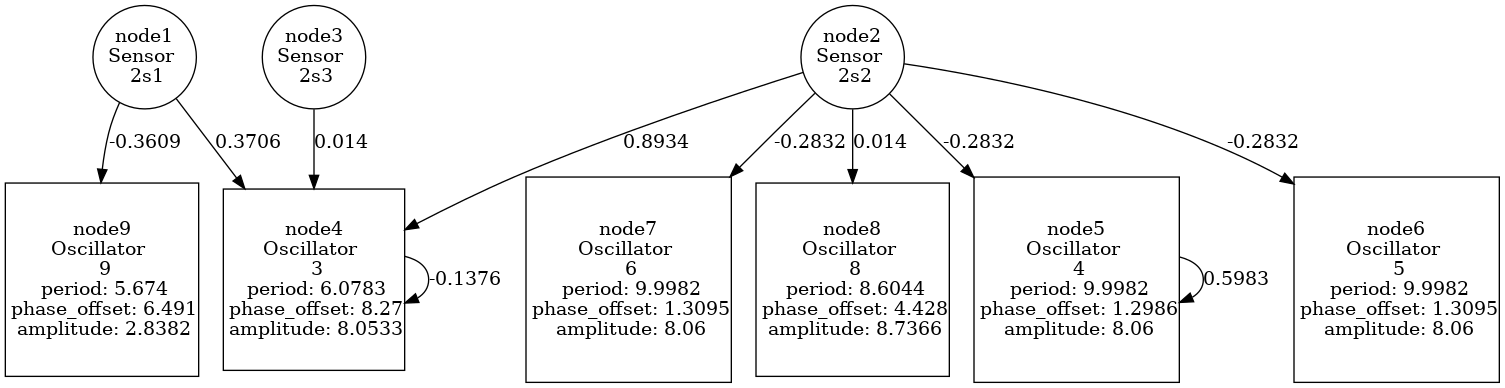 node1
Sensor
2s1
node3
Sensor
2s3
node2
Sensor
2s2
-0.3609
0.3706
0.014
0.8934
-0.2832
0.014
-0.2832
-0.2832
node9
Oscillator
9
period: 5.674
phase_offset: 6.491
amplitude: 2.8382
node4
Oscillator
3
period: 6.0783
phase_offset: 8.27
amplitude: 8.0533
-0.1376
node7
Oscillator
6
period: 9.9982
phase_offset: 1.3095
amplitude: 8.06
node8
Oscillator
8
period: 8.6044
phase_offset: 4.428
amplitude: 8.7366
node5
Oscillator
4
period: 9.9982
phase_offset: 1.2986
amplitude: 8.06
0.5983
node6
Oscillator
5
period: 9.9982
phase_offset: 1.3095
amplitude: 8.06